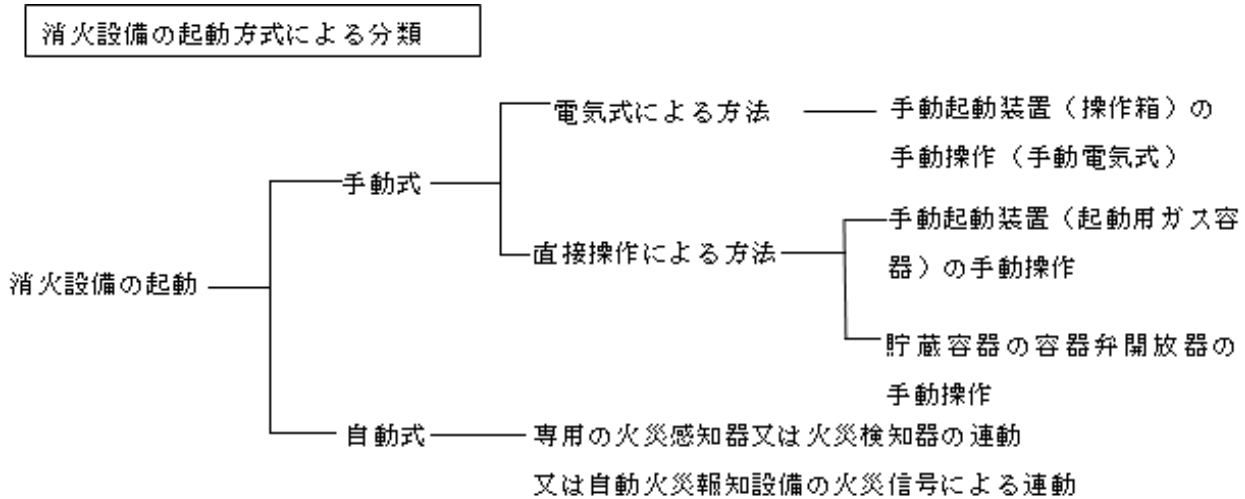 消火設備の起動方式による分類
電気式による方法
手動起動装置（操作箱）の
手動操作（手動電気式）
手動式
直接操作による方法
手動起動装置（起動用ガス容
器）の手動操作
消火設備の起動
貯蔵容器の容器弁開放器の
手動操作
自動式
専用の火災感知器又は火災検知器の連動
又は自動火災報知設備の火災信号による連動